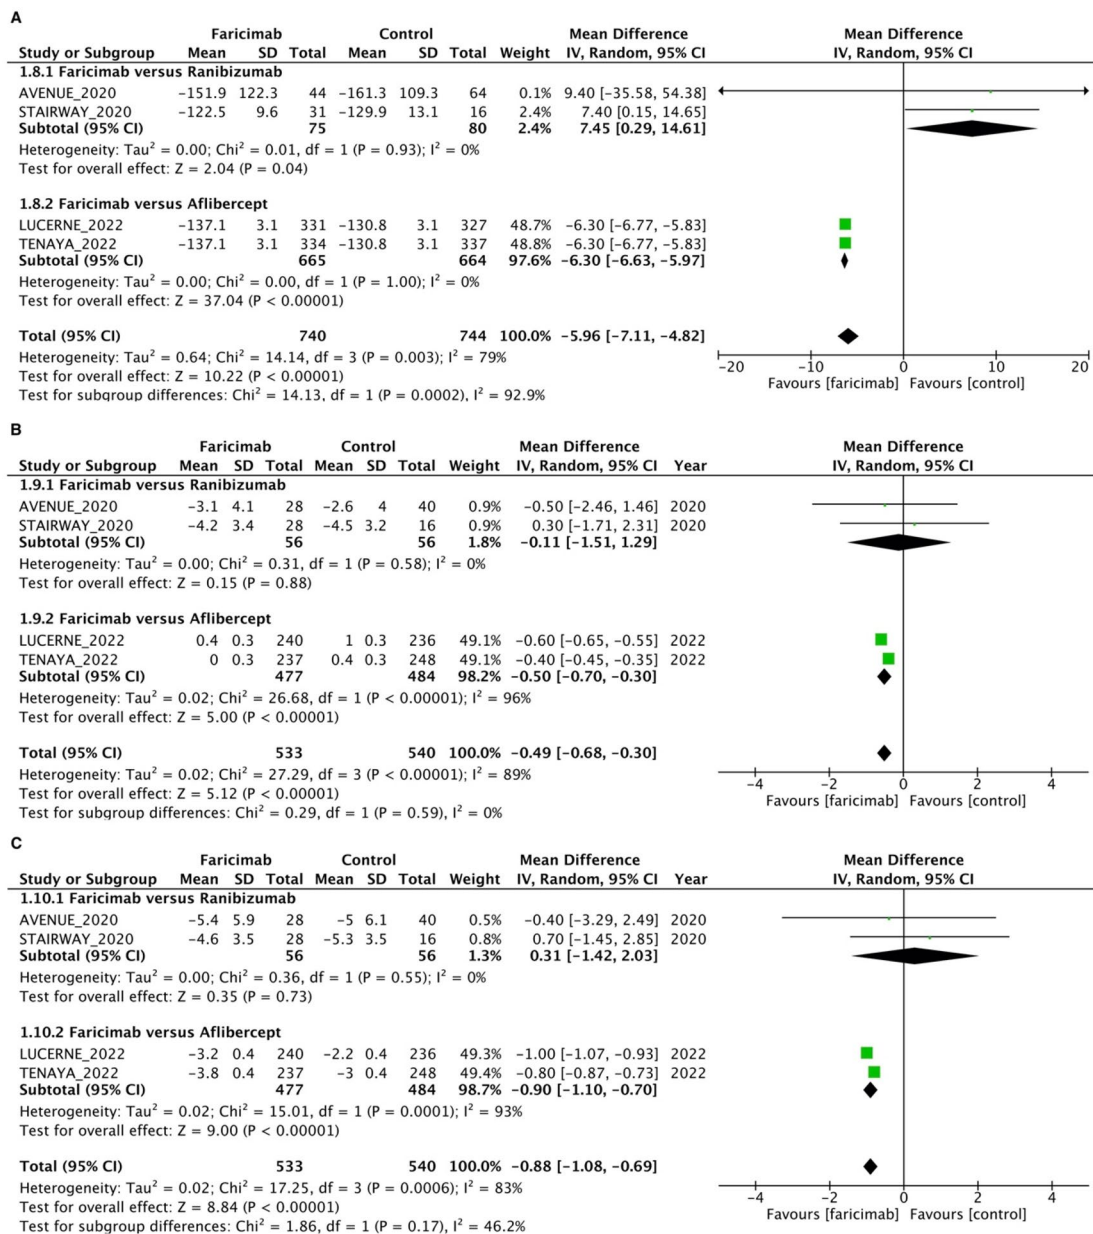 A
Faricimab Control Mean Difference Mean Difference
Study or Subgroup Mean SD Total Mean SD Total Weight IV, Random, 95% CI IV, Random, 95% CI
1.8.1 Faricimab versus Ranibizumab
AVENUE_2020 −151.9 122.3 44 −161.3 109.3 64 0.1% 9.40 [−35.58, 54.38]
STAIRWAY_2020 −122.5 9.6 31 −129.9 13.1 16 2.4% 7.40 [0.15, 14.65]
Subtotal (95% CI) 75 80 2.4% 7.45 [0.29, 14.61]
Heterogeneity: Tau² = 0.00; Chi² = 0.01, df = 1 (P = 0.93); I² = 0%
Test for overall effect: Z = 2.04 (P = 0.04)
1.8.2 Faricimab versus Aflibercept
LUCERNE_2022 −137.1 3.1 331 −130.8 3.1 327 48.7% −6.30 [−6.77, −5.83]
TENAYA_2022 −137.1 3.1 334 −130.8 3.1 337 48.8% −6.30 [−6.77, −5.83]
Subtotal (95% CI) 665 664 97.6% −6.30 [−6.63, −5.97]
Heterogeneity: Tau² = 0.00; Chi² = 0.00, df = 1 (P = 1.00); I² = 0%
Test for overall effect: Z = 37.04 (P < 0.00001)
Total (95% CI) 740 744 100.0% −5.96 [−7.11, −4.82]
Heterogeneity: Tau² = 0.64; Chi² = 14.14, df = 3 (P = 0.003); I² = 79%
Test for overall effect: Z = 10.22 (P < 0.00001)
Test for subgroup differences: Chi² = 14.13, df = 1 (P = 0.0002), I² = 92.9%
−20 −10 0 10 20
Favours [faricimab] Favours [control]
B
Faricimab Control Mean Difference Mean Difference
Study or Subgroup Mean SD Total Mean SD Total Weight IV, Random, 95% CI Year IV, Random, 95% CI
1.9.1 Faricimab versus Ranibizumab
AVENUE_2020 −3.1 4.1 28 −2.6 4 40 0.9% −0.50 [−2.46, 1.46] 2020
STAIRWAY_2020 −4.2 3.4 28 −4.5 3.2 16 0.9% 0.30 [−1.71, 2.31] 2020
Subtotal (95% CI) 56 56 1.8% −0.11 [−1.51, 1.29]
Heterogeneity: Tau² = 0.00; Chi² = 0.31, df = 1 (P = 0.58); I² = 0%
Test for overall effect: Z = 0.15 (P = 0.88)
1.9.2 Faricimab versus Aflibercept
LUCERNE_2022 0.4 0.3 240 1 0.3 236 49.1% −0.60 [−0.65, −0.55] 2022
TENAYA_2022 0 0.3 237 0.4 0.3 248 49.1% −0.40 [−0.45, −0.35] 2022
Subtotal (95% CI) 477 484 98.2% −0.50 [−0.70, −0.30]
Heterogeneity: Tau² = 0.02; Chi² = 26.68, df = 1 (P < 0.00001); I² = 96%
Test for overall effect: Z = 5.00 (P < 0.00001)
Total (95% CI) 533 540 100.0% −0.49 [−0.68, −0.30]
Heterogeneity: Tau² = 0.02; Chi² = 27.29, df = 3 (P < 0.00001); I² = 89%
Test for overall effect: Z = 5.12 (P < 0.00001)
Test for subgroup differences: Chi² = 0.29, df = 1 (P = 0.59), I² = 0%
−4 −2 0 2 4
Favours [faricimab] Favours [control]
C
Faricimab Control Mean Difference Mean Difference
Study or Subgroup Mean SD Total Mean SD Total Weight IV, Random, 95% CI Year IV, Random, 95% CI
1.10.1 Faricimab versus Ranibizumab
AVENUE_2020 −5.4 5.9 28 −5 6.1 40 0.5% −0.40 [−3.29, 2.49] 2020
STAIRWAY_2020 −4.6 3.5 28 −5.3 3.5 16 0.8% 0.70 [−1.45, 2.85] 2020
Subtotal (95% CI) 56 56 1.3% 0.31 [−1.42, 2.03]
Heterogeneity: Tau² = 0.00; Chi² = 0.36, df = 1 (P = 0.55); I² = 0%
Test for overall effect: Z = 0.35 (P = 0.73)
1.10.2 Faricimab versus Aflibercept
LUCERNE_2022 −3.2 0.4 240 −2.2 0.4 236 49.3% −1.00 [−1.07, −0.93] 2022
TENAYA_2022 −3.8 0.4 237 −3 0.4 248 49.4% −0.80 [−0.87, −0.73] 2022
Subtotal (95% CI) 477 484 98.7% −0.90 [−1.10, −0.70]
Heterogeneity: Tau² = 0.02; Chi² = 15.01, df = 1 (P = 0.0001); I² = 93%
Test for overall effect: Z = 9.00 (P < 0.00001)
Total (95% CI) 533 540 100.0% −0.88 [−1.08, −0.69]
Heterogeneity: Tau² = 0.02; Chi² = 17.25, df = 3 (P = 0.0006); I² = 83%
Test for overall effect: Z = 8.84 (P < 0.00001)
Test for subgroup differences: Chi² = 1.86, df = 1 (P = 0.17), I² = 46.2%
−4 −2 0 2 4
Favours [faricimab] Favours [control]